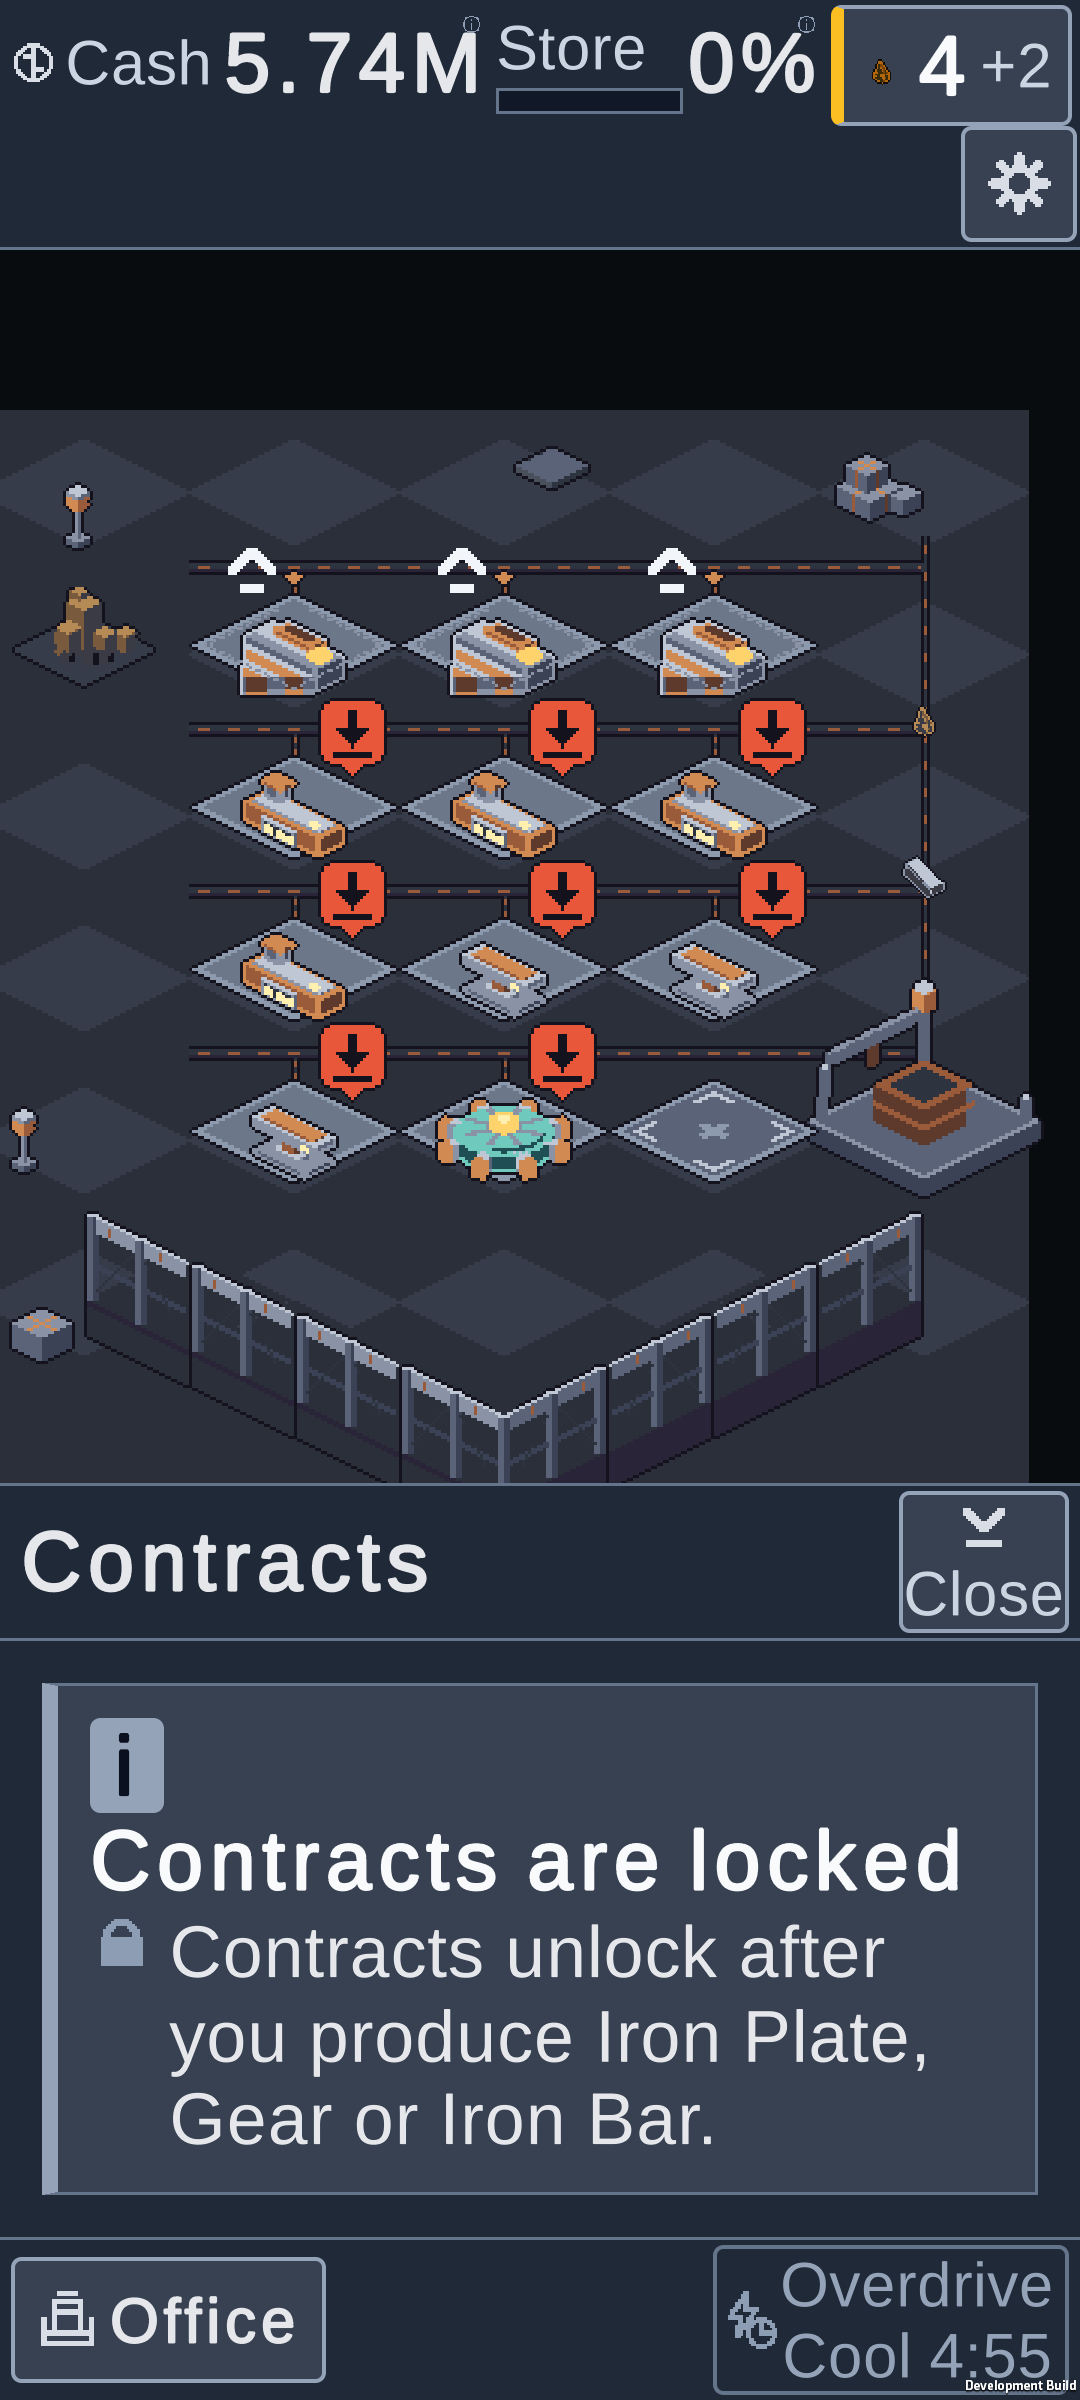 Cash 5.74M Store 0% 4 +2
Contracts
Close
i
Contracts are locked
Contracts unlock after
you produce Iron Plate,
Gear or Iron Bar.
Office
Overdrive
Cool 4:55
Development Build